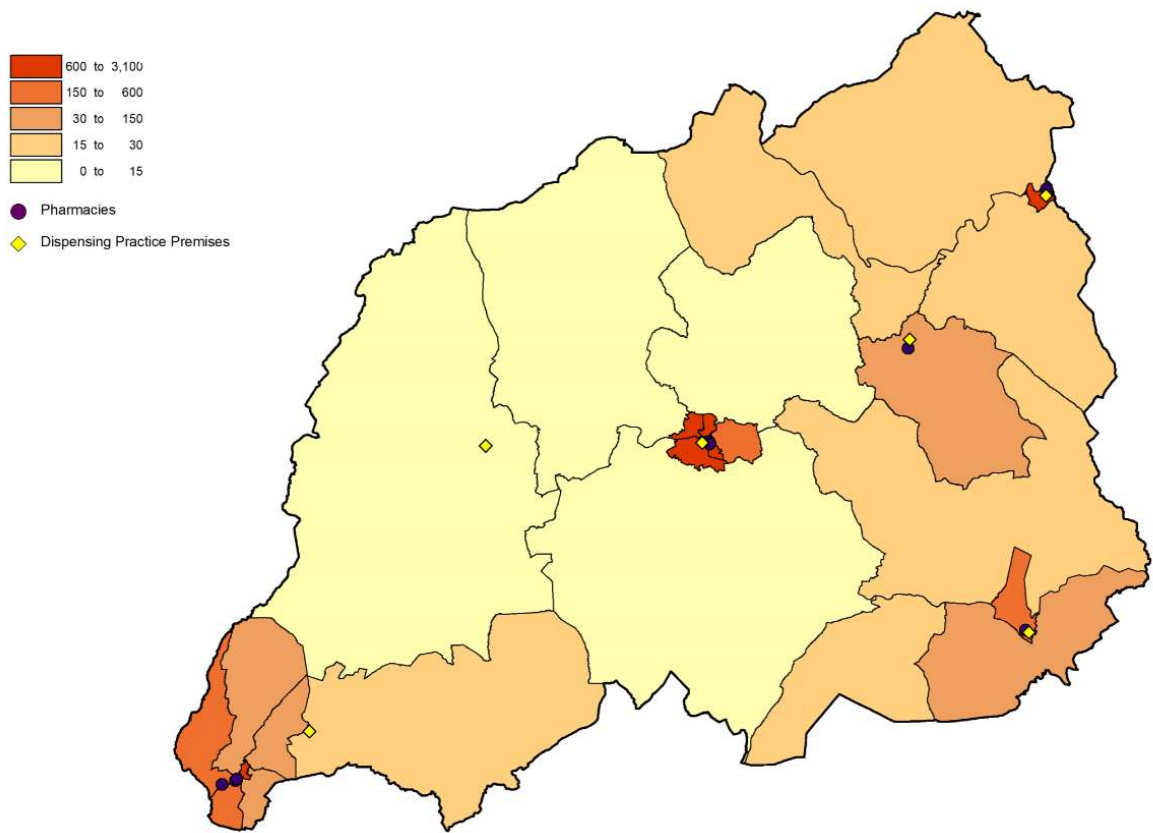 600 to 3,100
150 to 600
30 to 150
15 to 30
0 to 15
Pharmacies
Dispensing Practice Premises